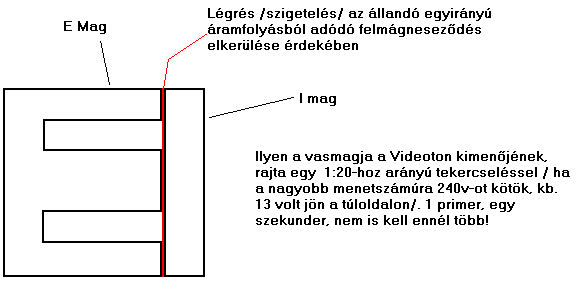 Légrés /szigetelés/ az állandó egyirányú
áramfolyásból adódó felmágneseződés
elkerülése érdekében
E Mag
I mag
Ilyen a vasmagja a Videoton kimenőjének,
rajta egy 1:20-hoz arányú tekercseléssel / ha
a nagyobb menetszámúra 240v-ot kötök, kb.
13 volt jön a túloldalon/. 1 primer, egy
szekunder, nem is kell ennél több!